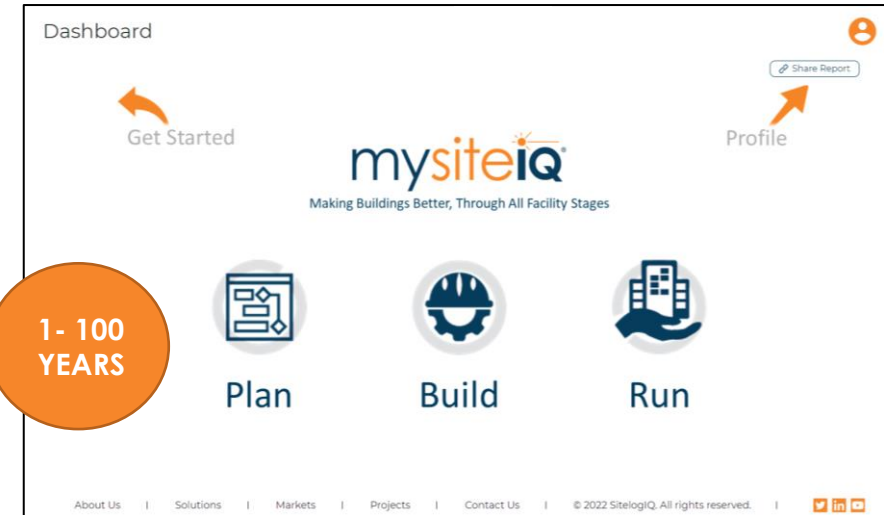 Dashboard
Share Report
Get Started
Profile
mysiteiq®
Making Buildings Better, Through All Facility Stages
1- 100
YEARS
Plan
Build
Run
About Us | Solutions | Markets | Projects | Contact Us | © 2022 SitelogIQ. All rights reserved. |